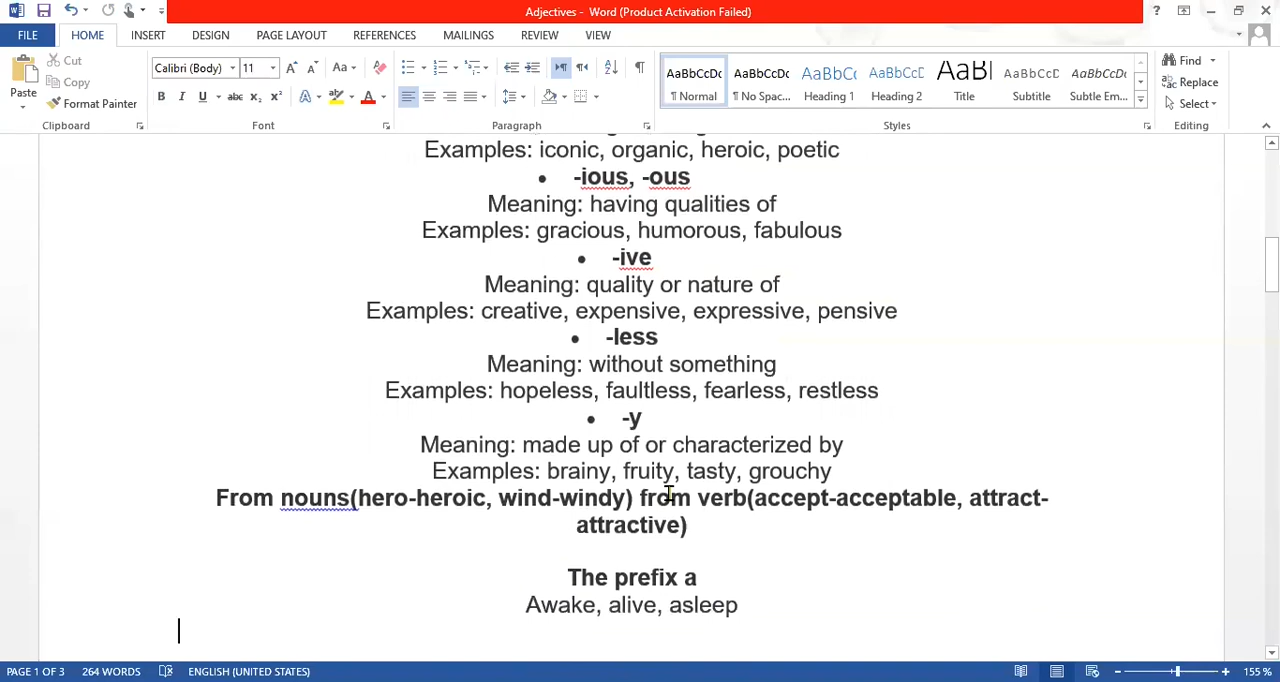 Adjectives - Word (Product Activation Failed)
FILE HOME INSERT DESIGN PAGE LAYOUT REFERENCES MAILINGS REVIEW VIEW
Cut
Copy
Format Painter
Paste
Clipboard
Calibri (Body) 11
Font
Paragraph
AaBbCcDc AaBbCcDc AaBbCc AaBbCcD AaBl AaBbCcD AaBbCcDc
¶ Normal ¶ No Spac... Heading 1 Heading 2 Title Subtitle Subtle Em...
Styles
Find
Replace
Select
Editing
Examples: iconic, organic, heroic, poetic
• -ious, -ous
Meaning: having qualities of
Examples: gracious, humorous, fabulous
• -ive
Meaning: quality or nature of
Examples: creative, expensive, expressive, pensive
• -less
Meaning: without something
Examples: hopeless, faultless, fearless, restless
• -y
Meaning: made up of or characterized by
Examples: brainy, fruity, tasty, grouchy
From nouns(hero-heroic, wind-windy) from verb(accept-acceptable, attract-
attractive)
The prefix a
Awake, alive, asleep
PAGE 1 OF 3 264 WORDS ENGLISH (UNITED STATES) 155 %